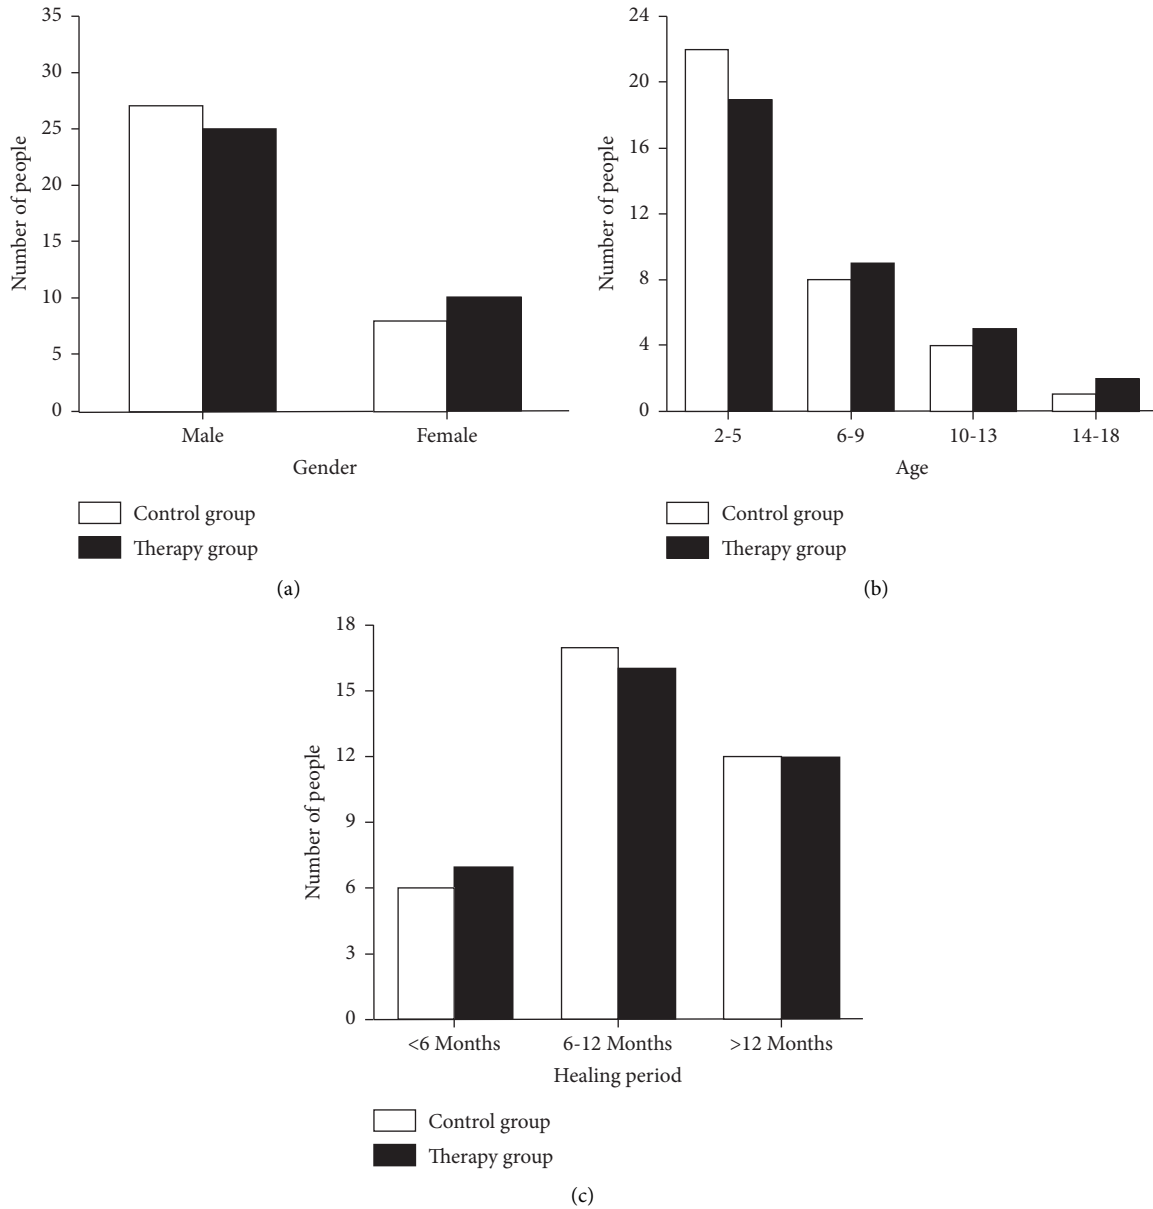 Number of people
35
30
25
20
15
10
5
0
Male Female
Gender
Control group
Therapy group
(a)
Number of people
24
20
16
12
8
4
0
2-5 6-9 10-13 14-18
Age
Control group
Therapy group
(b)
Number of people
18
15
12
9
6
3
0
<6 Months 6-12 Months >12 Months
Healing period
Control group
Therapy group
(c)